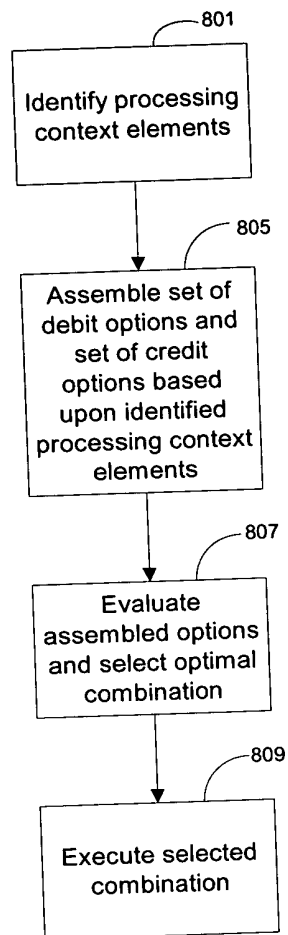 801
Identify processing
context elements
805
Assemble set of
debit options and
set of credit
options based
upon identified
processing context
elements
807
Evaluate
assembled options
and select optimal
combination
809
Execute selected
combination